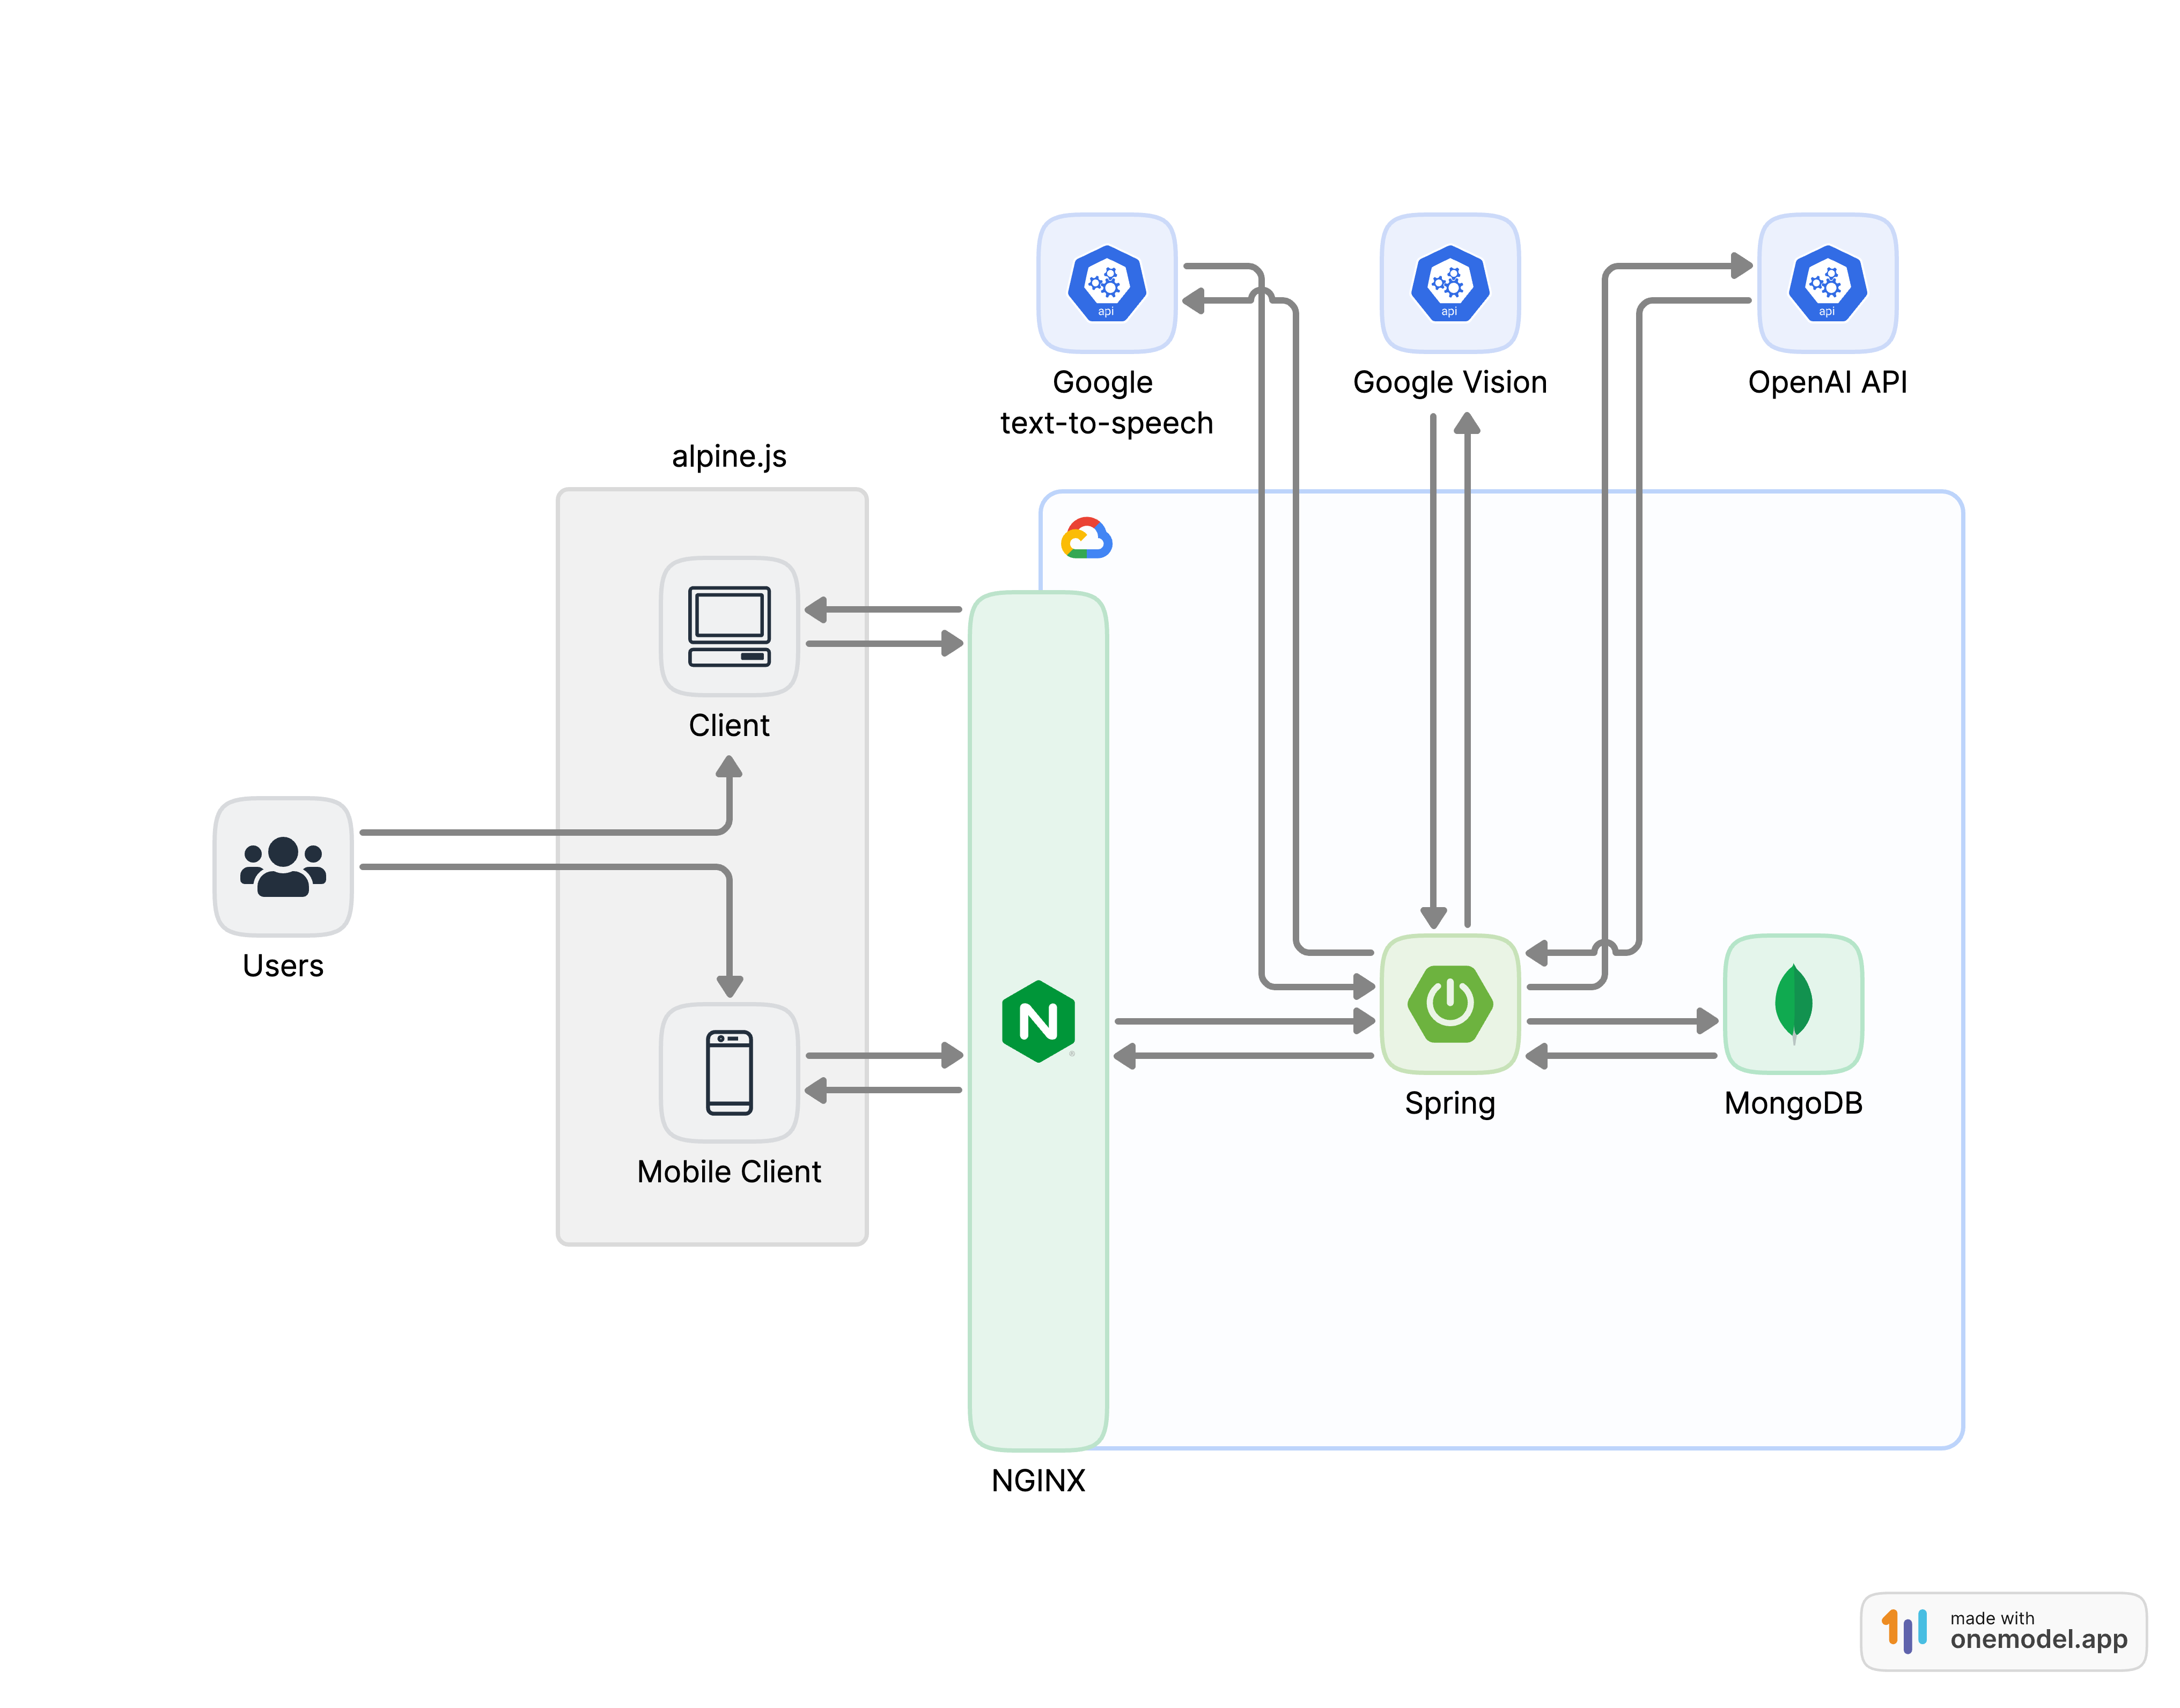 Google
text-to-speech
Google Vision
OpenAI API
api
api
api
alpine.js
Client
Users
Mobile Client
N
Spring
MongoDB
NGINX
made with
onemodel.app